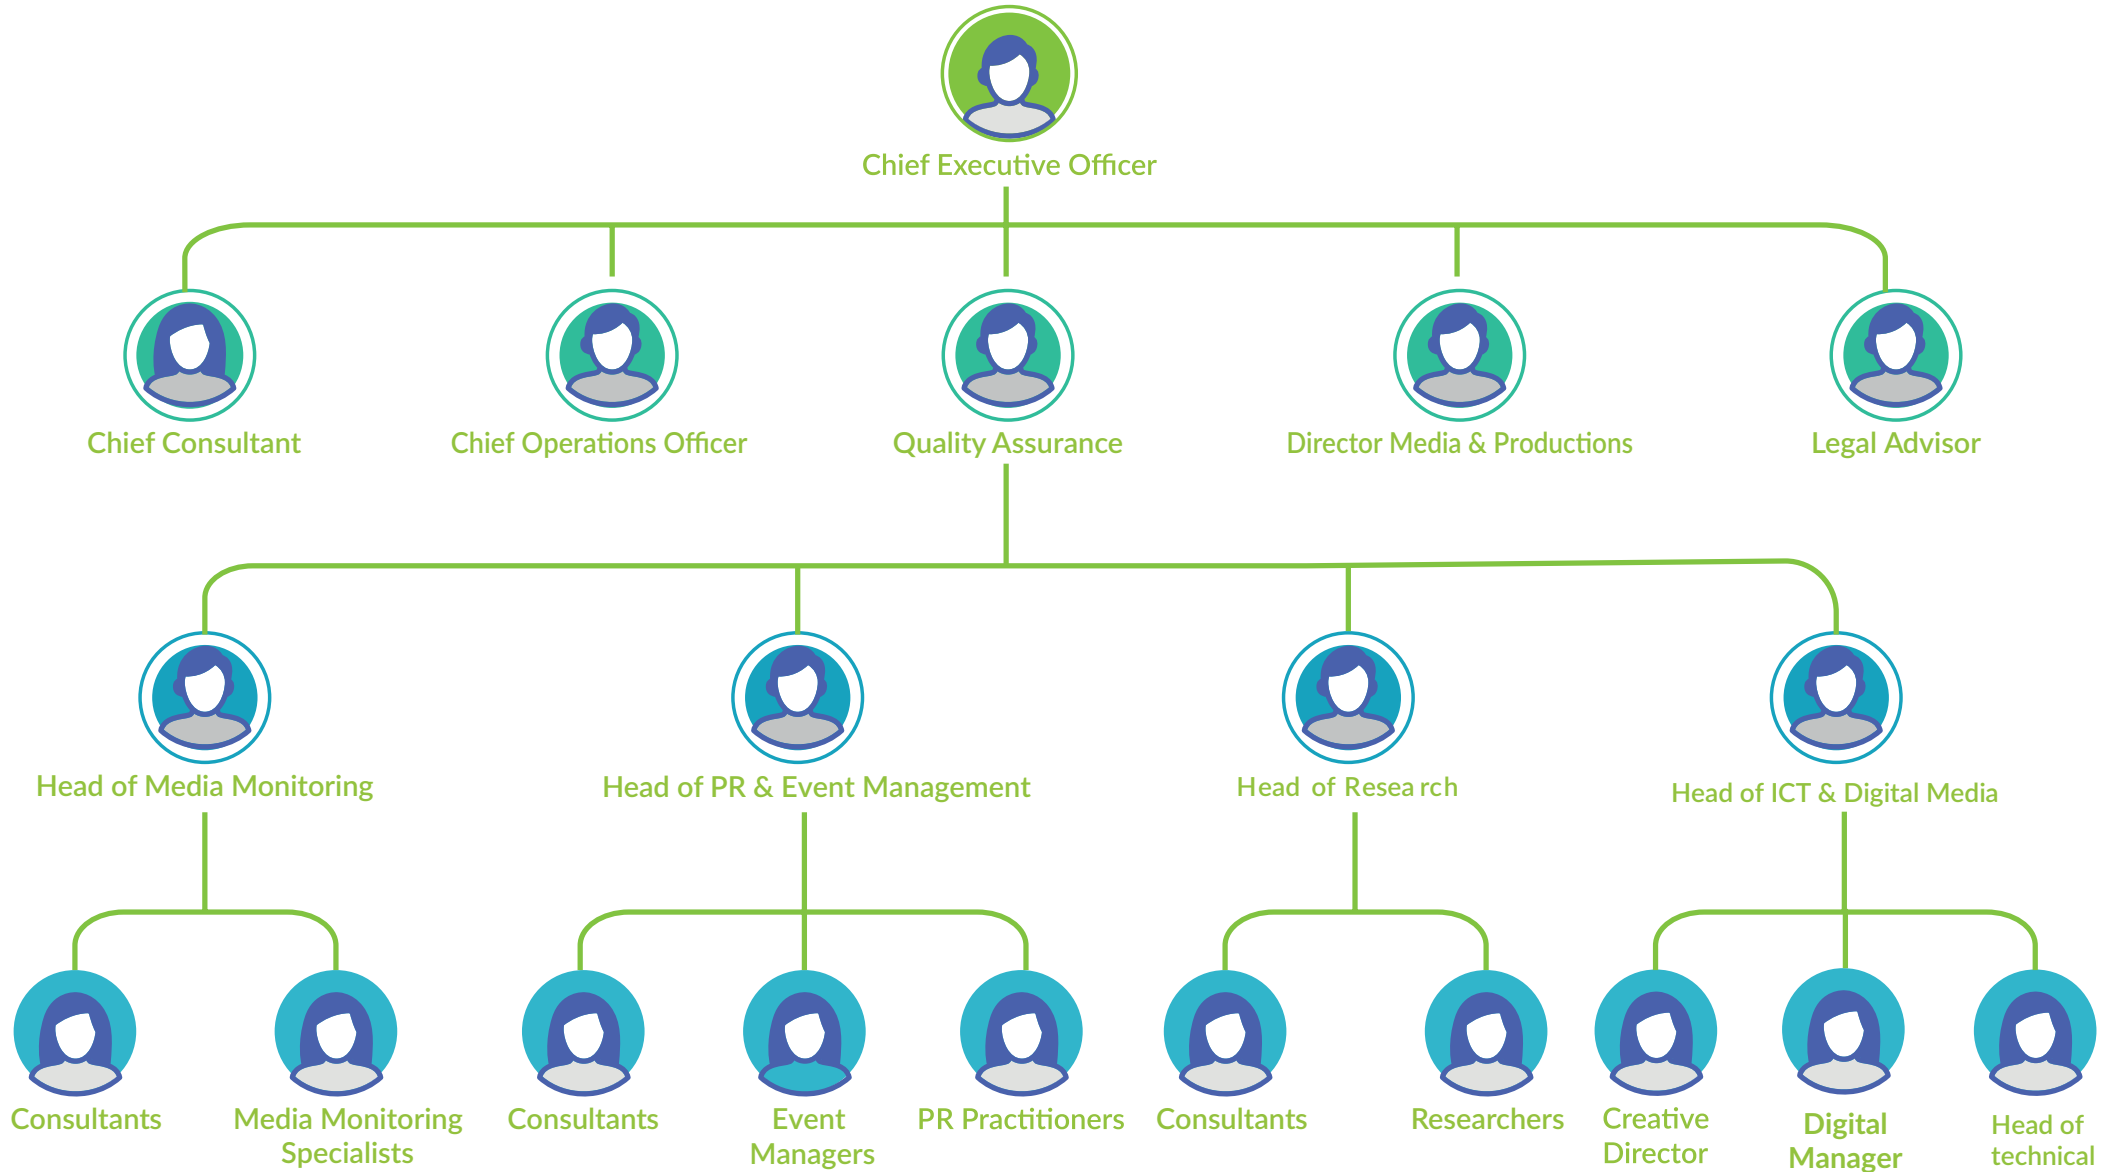 Chief Executive Officer
Chief Consultant
Chief Operations Officer
Quality Assurance
Director Media & Productions
Legal Advisor
Head of Media Monitoring
Head of PR & Event Management
Head of Research
Head of ICT & Digital Media
Consultants
Media Monitoring
Specialists
Consultants
Event
Managers
PR Practitioners
Consultants
Researchers
Creative
Director
Digital
Manager
Head of
technical